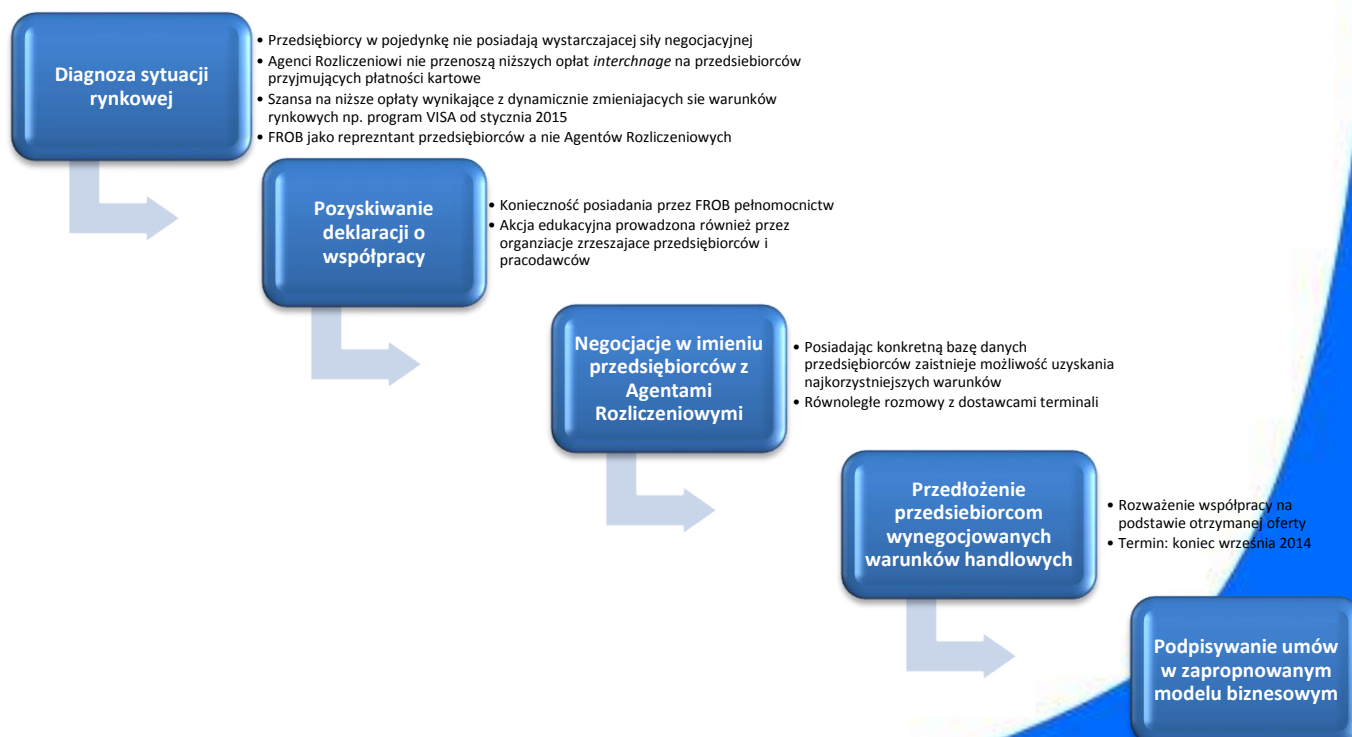 Diagnoza sytuacji
rynkowej
• Przedsiębiorcy w pojedynkę nie posiadają wystarczajacej siły negocjacyjnej
• Agenci Rozliczeniowi nie przenoszą niższych opłat interchnage na przedsiebiorców
przyjmujących płatności kartowe
• Szansa na niższe opłaty wynikające z dynamicznie zmieniajacych sie warunków
rynkowych np. program VISA od stycznia 2015
• FROB jako reprezntant przedsiębiorców a nie Agentów Rozliczeniowych
Pozyskiwanie
deklaracji o
współpracy
• Konieczność posiadania przez FROB pełnomocnictw
• Akcja edukacyjna prowadzona również przez
organziacje zrzeszajace przedsiębiorców i
pracodawców
Negocjacje w imieniu
przedsiębiorców z
Agentami
Rozliczeniowymi
• Posiadając konkretną bazę danych
przedsiębiorców zaistnieje możliwość uzyskania
najkorzystniejszych warunków
• Równoległe rozmowy z dostawcami terminali
Przedłożenie
przedsiebiorcom
wynegocjowanych
warunków handlowych
• Rozważenie współpracy na
podstawie otrzymanej oferty
• Termin: koniec września 2014
Podpisywanie umów
w zapropnowanym
modelu biznesowym